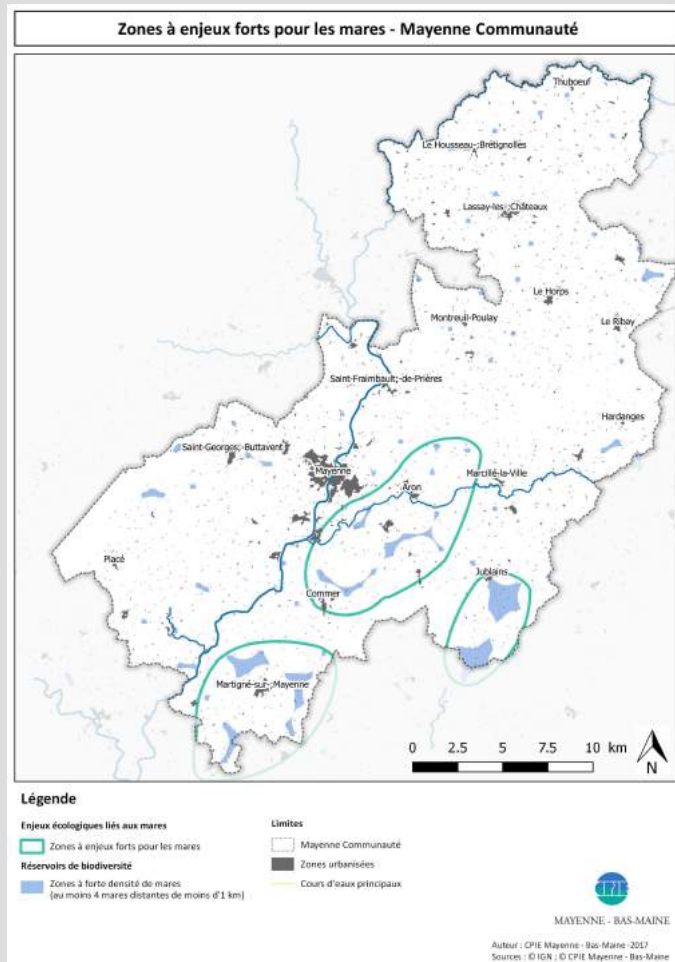 Zones à enjeux forts pour les mares - Mayenne Communauté
Thuboeuf
Le Housseau-;Brétignolles
Lassay-les-;Châteaux
Le Horps
Montreuil-Poulay
Le Ribay
Saint-Fraimbault;-de-Prières
Hardanges
Saint-Georges;-Buttavent
Mayenne
Marcillé-la-Ville
Aron
Placé
Jublains
Commer
Martigné-sur-;Mayenne
0 2.5 5 7.5 10 km
N
Légende
Enjeux écologiques liés aux mares
Zones à enjeux forts pour les mares
Réservoirs de biodiversité
Zones à forte densité de mares
(au moins 4 mares distantes de moins d'1 km)
Limites
Mayenne Communauté
Zones urbanisées
Cours d'eaux principaux
CPIE
MAYENNE - BAS-MAINE
Auteur : CPIE Mayenne - Bas-Maine -2017
Sources : © IGN ; © CPIE Mayenne - Bas-Maine